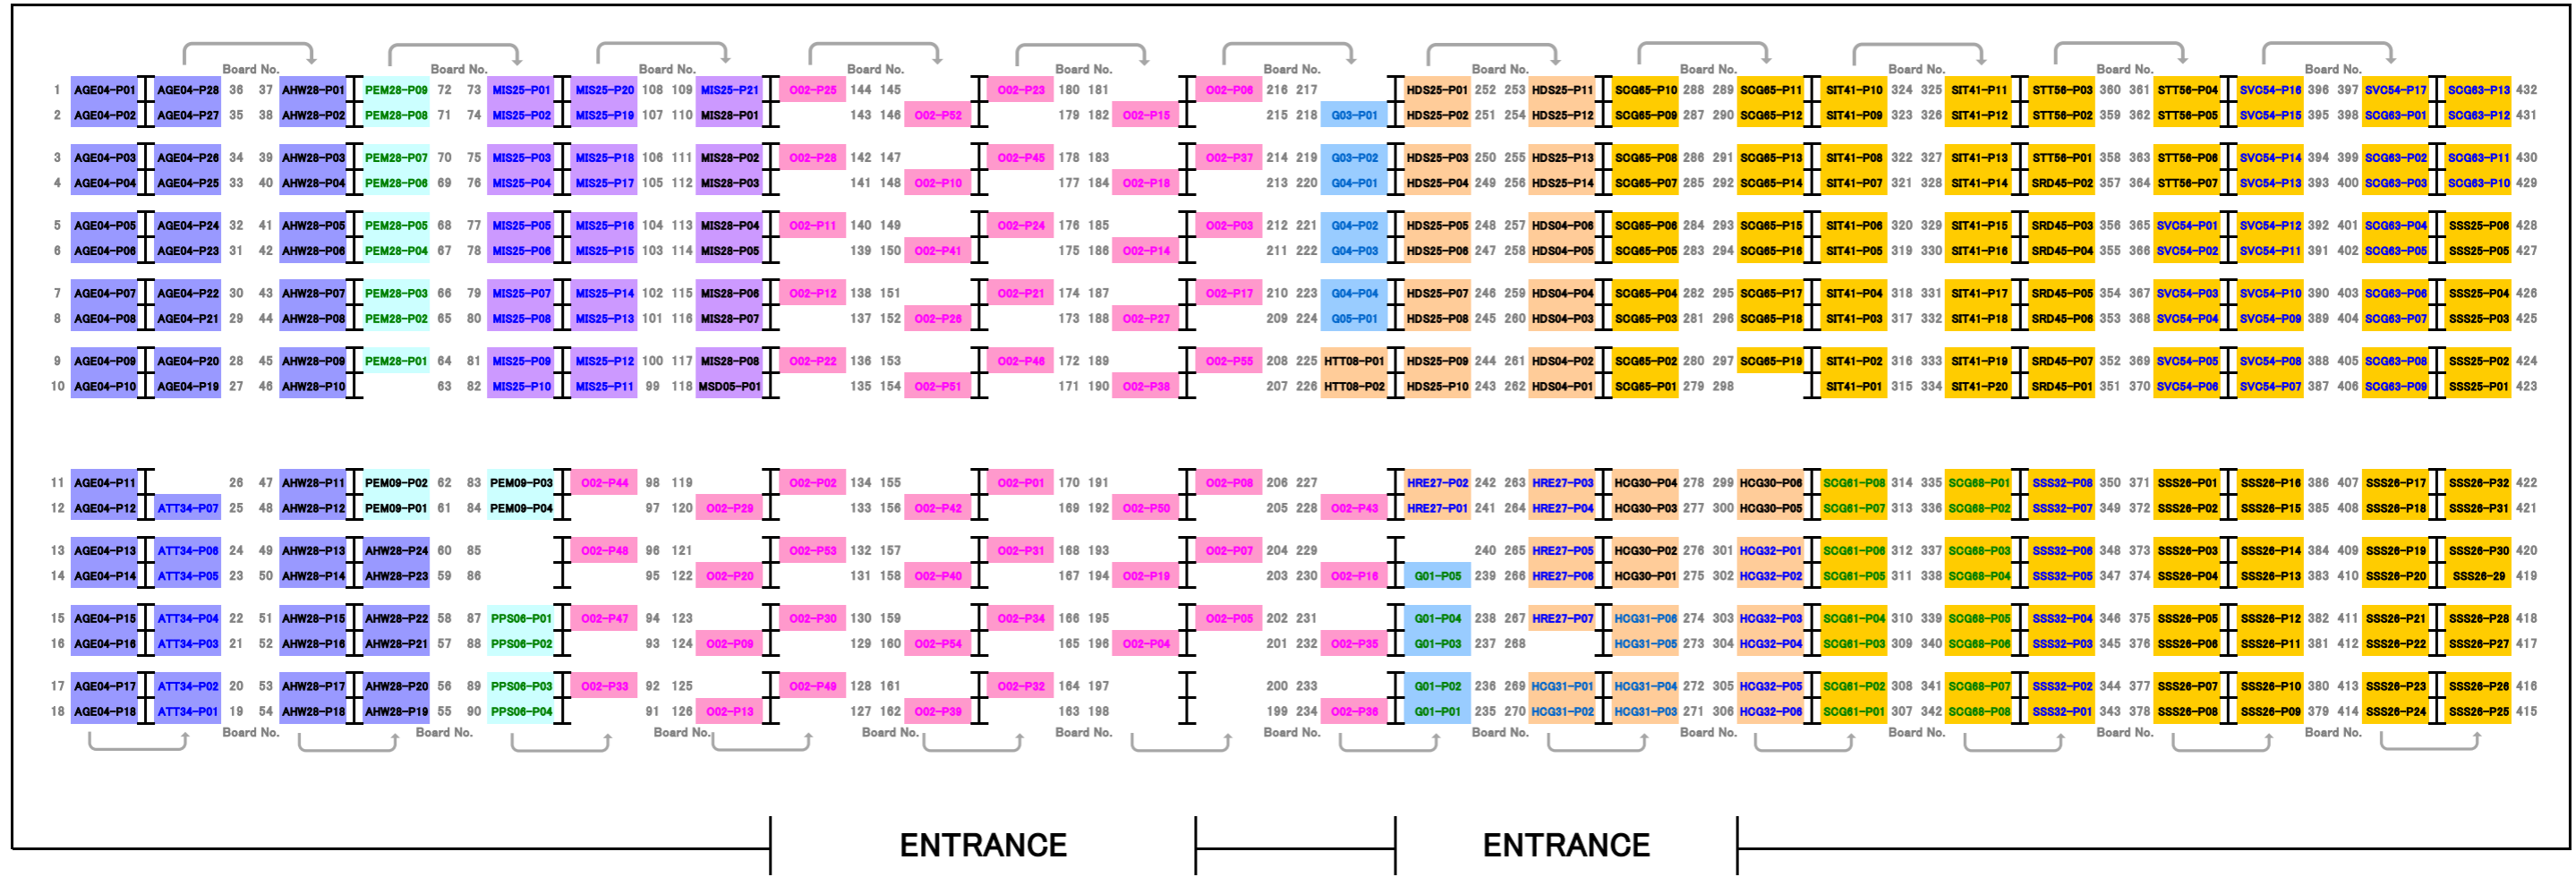 Board No. Board No. Board No. Board No. Board No. Board No. Board No. Board No. Board No. Board No. Board No.
1 AGE04-P01 AGE04-P28 36 37 AHW28-P01 PEM28-P09 72 73 MIS25-P01 MIS25-P20 108 109 MIS25-P21 O02-P25 144 145 O02-P23 180 181 O02-P06 216 217 HDS25-P01 252 253 HDS25-P11 SCG65-P10 288 289 SCG65-P11 SIT41-P10 324 325 SIT41-P11 STT56-P03 360 361 STT56-P04 SVC54-P16 396 397 SVC54-P17 SCG63-P13 432
2 AGE04-P02 AGE04-P27 35 38 AHW28-P02 PEM28-P08 71 74 MIS25-P02 MIS25-P19 107 110 MIS28-P01 143 146 O02-P52 179 182 O02-P15 215 218 G03-P01 HDS25-P02 251 254 HDS25-P12 SCG65-P09 287 290 SCG65-P12 SIT41-P09 323 326 SIT41-P12 STT56-P02 359 362 STT56-P05 SVC54-P15 395 398 SCG63-P01 SCG63-P12 431
3 AGE04-P03 AGE04-P26 34 39 AHW28-P03 PEM28-P07 70 75 MIS25-P03 MIS25-P18 106 111 MIS28-P02 O02-P28 142 147 O02-P45 178 183 O02-P37 214 219 G03-P02 HDS25-P03 250 255 HDS25-P13 SCG65-P08 286 291 SCG65-P13 SIT41-P08 322 327 SIT41-P13 STT56-P01 358 363 STT56-P06 SVC54-P14 394 399 SCG63-P02 SCG63-P11 430
4 AGE04-P04 AGE04-P25 33 40 AHW28-P04 PEM28-P06 69 76 MIS25-P04 MIS25-P17 105 112 MIS28-P03 141 148 O02-P10 177 184 O02-P18 213 220 G04-P01 HDS25-P04 249 256 HDS25-P14 SCG65-P07 285 292 SCG65-P14 SIT41-P07 321 328 SIT41-P14 SRD45-P02 357 364 STT56-P07 SVC54-P13 393 400 SCG63-P03 SCG63-P10 429
5 AGE04-P05 AGE04-P24 32 41 AHW28-P05 PEM28-P05 68 77 MIS25-P05 MIS25-P16 104 113 MIS28-P04 O02-P11 140 149 O02-P24 176 185 O02-P03 212 221 G04-P02 HDS25-P05 248 257 HDS04-P06 SCG65-P06 284 293 SCG65-P15 SIT41-P06 320 329 SIT41-P15 SRD45-P03 356 365 SVC54-P01 SVC54-P12 392 401 SCG63-P04 SSS25-P06 428
6 AGE04-P06 AGE04-P23 31 42 AHW28-P06 PEM28-P04 67 78 MIS25-P06 MIS25-P15 103 114 MIS28-P05 139 150 O02-P41 175 186 O02-P14 211 222 G04-P03 HDS25-P06 247 258 HDS04-P05 SCG65-P05 283 294 SCG65-P16 SIT41-P05 319 330 SIT41-P16 SRD45-P04 355 366 SVC54-P02 SVC54-P11 391 402 SCG63-P05 SSS25-P05 427
7 AGE04-P07 AGE04-P22 30 43 AHW28-P07 PEM28-P03 66 79 MIS25-P07 MIS25-P14 102 115 MIS28-P06 O02-P12 138 151 O02-P21 174 187 O02-P17 210 223 G04-P04 HDS25-P07 246 259 HDS04-P04 SCG65-P04 282 295 SCG65-P17 SIT41-P04 318 331 SIT41-P17 SRD45-P05 354 367 SVC54-P03 SVC54-P10 390 403 SCG63-P06 SSS25-P04 426
8 AGE04-P08 AGE04-P21 29 44 AHW28-P08 PEM28-P02 65 80 MIS25-P08 MIS25-P13 101 116 MIS28-P07 137 152 O02-P26 173 188 O02-P27 209 224 G05-P01 HDS25-P08 245 260 HDS04-P03 SCG65-P03 281 296 SCG65-P18 SIT41-P03 317 332 SIT41-P18 SRD45-P06 353 368 SVC54-P04 SVC54-P09 389 404 SCG63-P07 SSS25-P03 425
9 AGE04-P09 AGE04-P20 28 45 AHW28-P09 PEM28-P01 64 81 MIS25-P09 MIS25-P12 100 117 MIS28-P08 O02-P22 136 153 O02-P46 172 189 O02-P55 208 225 HTT08-P01 HDS25-P09 244 261 HDS04-P02 SCG65-P02 280 297 SCG65-P19 SIT41-P02 316 333 SIT41-P19 SRD45-P07 352 369 SVC54-P05 SVC54-P08 388 405 SCG63-P08 SSS25-P02 424
10 AGE04-P10 AGE04-P19 27 46 AHW28-P10 63 82 MIS25-P10 MIS25-P11 99 118 MSD05-P01 135 154 O02-P51 171 190 O02-P38 207 226 HTT08-P02 HDS25-P10 243 262 HDS04-P01 SCG65-P01 279 298 SIT41-P01 315 334 SIT41-P20 SRD45-P01 351 370 SVC54-P06 SVC54-P07 387 406 SCG63-P09 SSS25-P01 423
11 AGE04-P11 26 47 AHW28-P11 PEM09-P02 62 83 PEM09-P03 O02-P44 98 119 O02-P02 134 155 O02-P01 170 191 O02-P08 206 227 HRE27-P02 242 263 HRE27-P03 HCG30-P04 278 299 HCG30-P06 SCG61-P08 314 335 SCG68-P01 SSS32-P08 350 371 SSS26-P01 SSS26-P16 386 407 SSS26-P17 SSS26-P32 422
12 AGE04-P12 ATT34-P07 25 48 AHW28-P12 PEM09-P01 61 84 PEM09-P04 97 120 O02-P29 133 156 O02-P42 169 192 O02-P50 205 228 O02-P43 HRE27-P01 241 264 HRE27-P04 HCG30-P03 277 300 HCG30-P05 SCG61-P07 313 336 SCG68-P02 SSS32-P07 349 372 SSS26-P02 SSS26-P15 385 408 SSS26-P18 SSS26-P31 421
13 AGE04-P13 ATT34-P06 24 49 AHW28-P13 AHW28-P24 60 85 O02-P48 96 121 O02-P53 132 157 O02-P31 168 193 O02-P07 204 229 240 265 HRE27-P05 HCG30-P02 276 301 HCG32-P01 SCG61-P06 312 337 SCG68-P03 SSS32-P06 348 373 SSS26-P03 SSS26-P14 384 409 SSS26-P19 SSS26-P30 420
14 AGE04-P14 ATT34-P05 23 50 AHW28-P14 AHW28-P23 59 86 95 122 O02-P20 131 158 O02-P40 167 194 O02-P19 203 230 O02-P16 G01-P05 239 266 HRE27-P06 HCG30-P01 275 302 HCG32-P02 SCG61-P05 311 338 SCG68-P04 SSS32-P05 347 374 SSS26-P04 SSS26-P13 383 410 SSS26-P20 SSS26-29 419
15 AGE04-P15 ATT34-P04 22 51 AHW28-P15 AHW28-P22 58 87 PPS06-P01 O02-P47 94 123 O02-P30 130 159 O02-P34 166 195 O02-P05 202 231 G01-P04 238 267 HRE27-P07 HCG31-P06 274 303 HCG32-P03 SCG61-P04 310 339 SCG68-P05 SSS32-P04 346 375 SSS26-P05 SSS26-P12 382 411 SSS26-P21 SSS26-P28 418
16 AGE04-P16 ATT34-P03 21 52 AHW28-P16 AHW28-P21 57 88 PPS06-P02 93 124 O02-P09 129 160 O02-P54 165 196 O02-P04 201 232 O02-P35 G01-P03 237 268 HCG31-P05 273 304 HCG32-P04 SCG61-P03 309 340 SCG68-P06 SSS32-P03 345 376 SSS26-P06 SSS26-P11 381 412 SSS26-P22 SSS26-P27 417
17 AGE04-P17 ATT34-P02 20 53 AHW28-P17 AHW28-P20 56 89 PPS06-P03 O02-P33 92 125 O02-P49 128 161 O02-P32 164 197 200 233 G01-P02 236 269 HCG31-P01 HCG31-P04 272 305 HCG32-P05 SCG61-P02 308 341 SCG68-P07 SSS32-P02 344 377 SSS26-P07 SSS26-P10 380 413 SSS26-P23 SSS26-P26 416
18 AGE04-P18 ATT34-P01 19 54 AHW28-P18 AHW28-P19 55 90 PPS06-P04 91 126 O02-P13 127 162 O02-P39 163 198 199 234 O02-P36 G01-P01 235 270 HCG31-P02 HCG31-P03 271 306 HCG32-P06 SCG61-P01 307 342 SCG68-P08 SSS32-P01 343 378 SSS26-P08 SSS26-P09 379 414 SSS26-P24 SSS26-P25 415
Board No. Board No. Board No. Board No. Board No. Board No. Board No. Board No. Board No. Board No. Board No.
ENTRANCE ENTRANCE